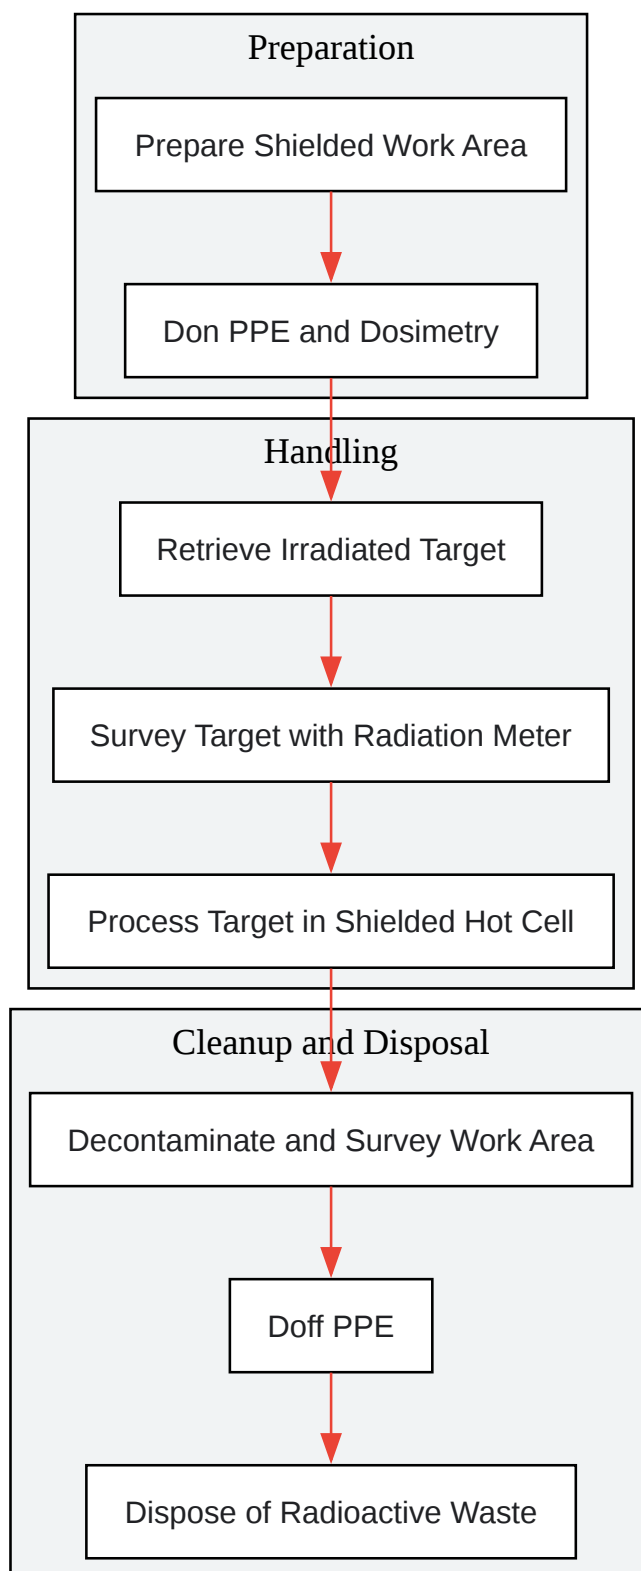 Preparation
Prepare Shielded Work Area
Don PPE and Dosimetry
Handling
Retrieve Irradiated Target
Survey Target with Radiation Meter
Process Target in Shielded Hot Cell
Cleanup and Disposal
Decontaminate and Survey Work Area
Doff PPE
Dispose of Radioactive Waste